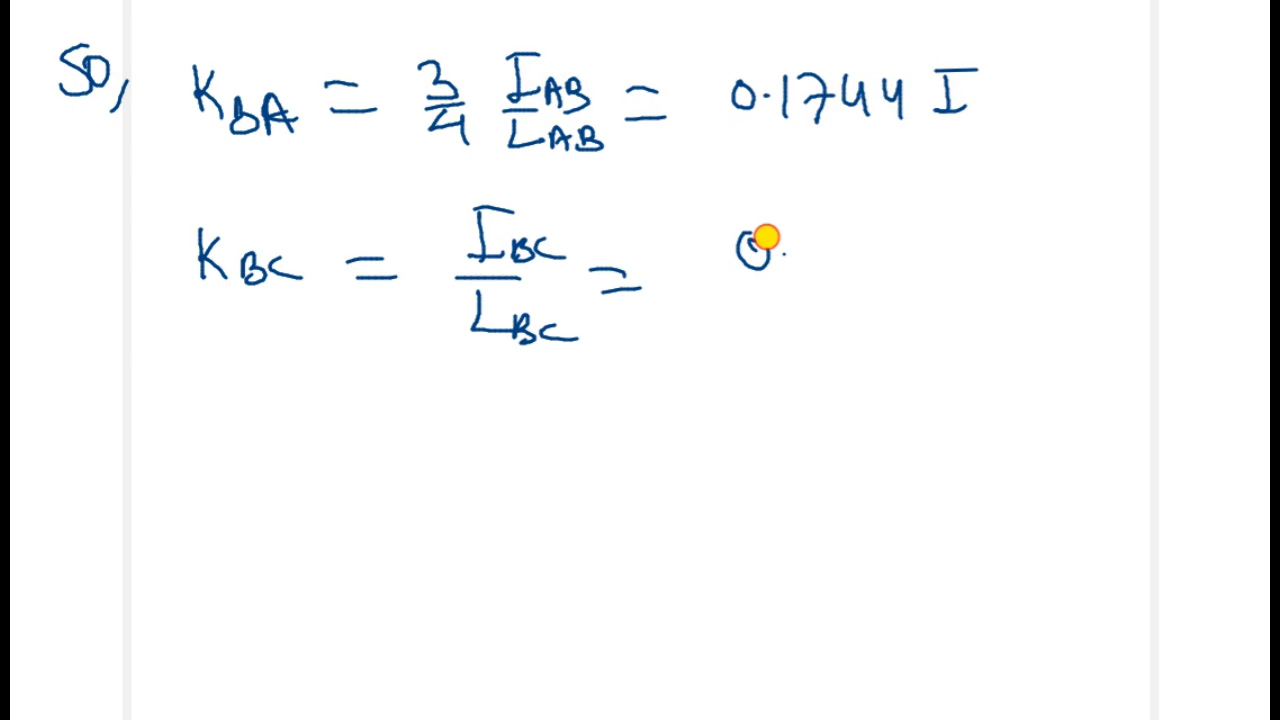 So, K_BA = 3/4 I_AB/L_AB = 0.1744 I
K_BC = I_BC/L_BC = 0.